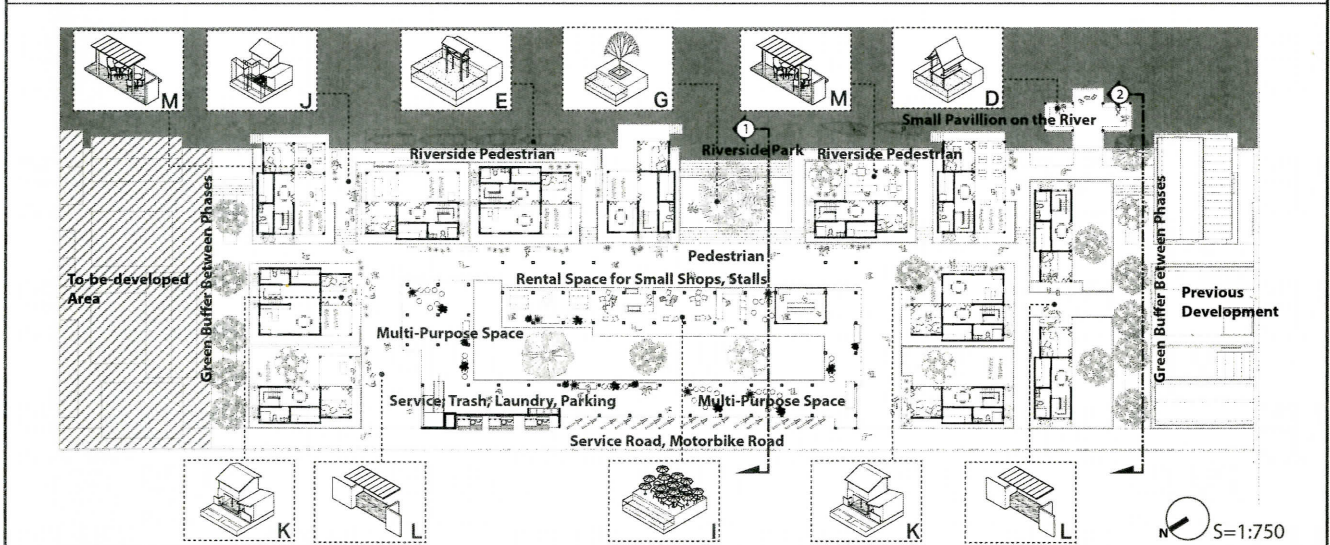 M
J
E
G
M
D
2
Small Pavillion on the River
1
Riverside Pedestrian
Riverside Park
Riverside Pedestrian
Green Buffer Between Phases
Pedestrian
Green Buffer Between Phases
To-be-developed
Area
Rental Space for Small Shops, Stalls
Previous
Development
Multi-Purpose Space
Service, Trash, Laundry, Parking
Multi-Purpose Space
Service Road, Motorbike Road
K
L
I
K
L
N
S=1:750